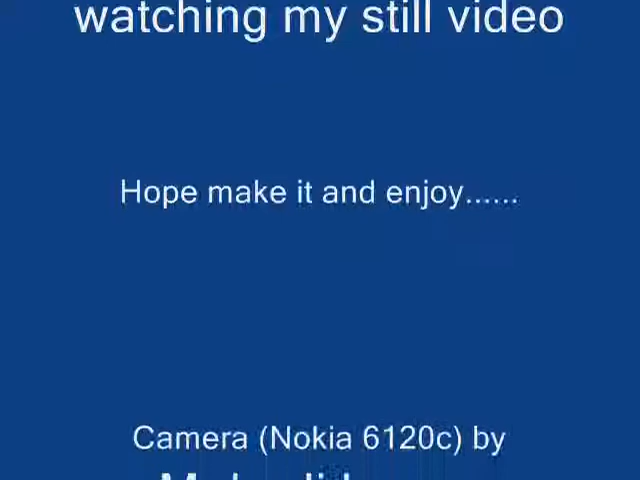 watching my still video
Hope make it and enjoy......
Camera (Nokia 6120c) by